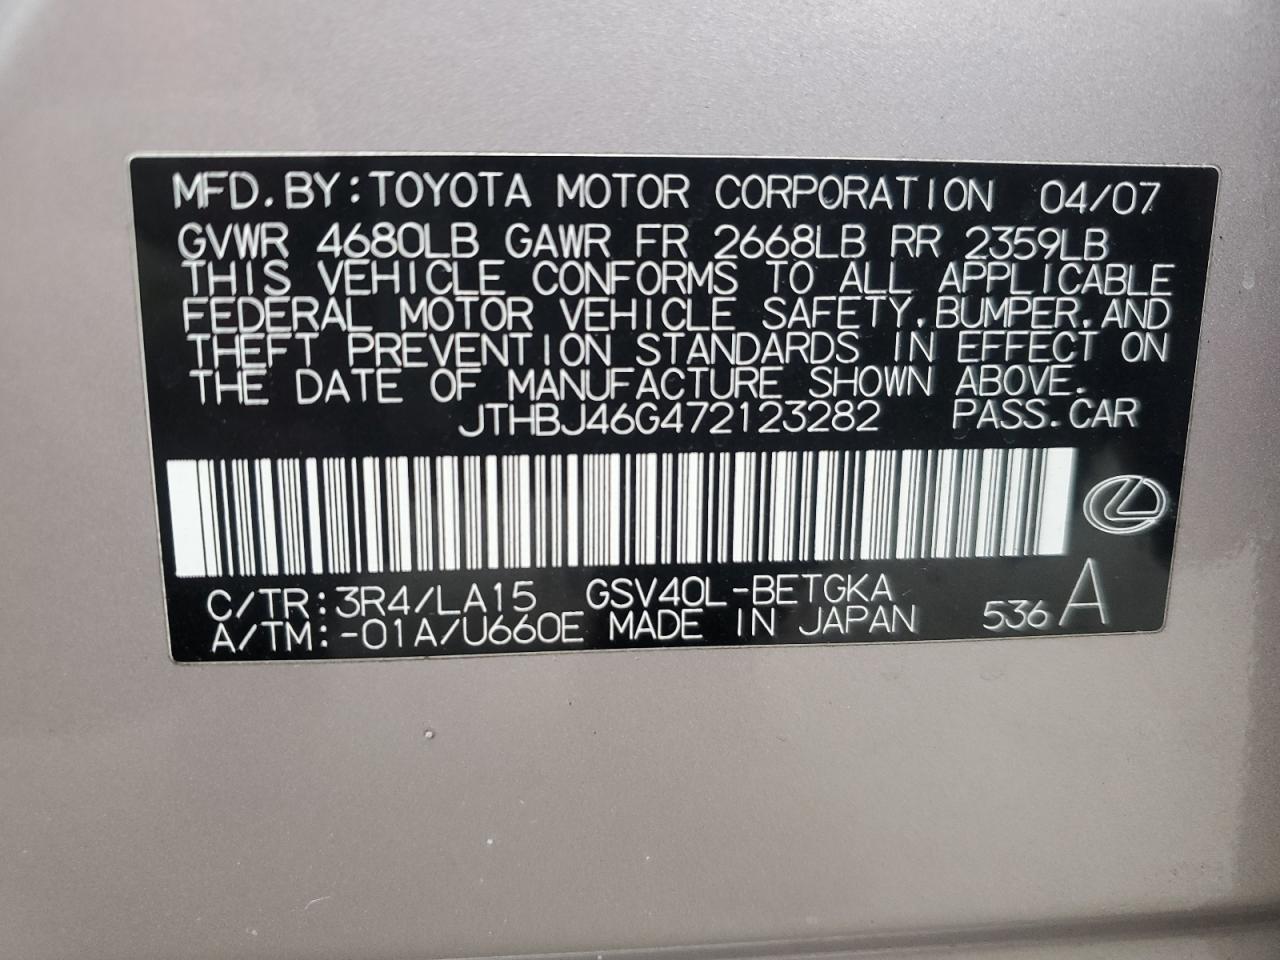 MFD.BY:TOYOTA MOTOR CORPORATION 04/07
GVWR 4680LB GAWR FR 2668LB RR 2359LB
THIS VEHICLE CONFORMS TO ALL APPLICABLE
FEDERAL MOTOR VEHICLE SAFETY,BUMPER,AND
THEFT PREVENTION STANDARDS IN EFFECT ON
THE DATE OF MANUFACTURE SHOWN ABOVE.
JTHBJ46G472123282 PASS.CAR
C/TR:3R4/LA15 GSV40L-BETGKA
A/TM:-01A/U660E MADE IN JAPAN 536 A